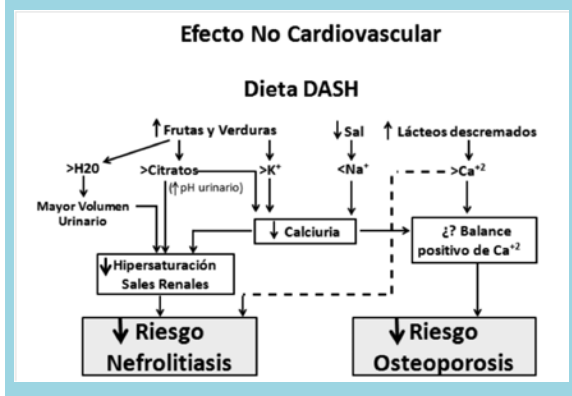 Efecto No Cardiovascular
Dieta DASH
↑ Frutas y Verduras
↓ Sal
↑ Lácteos descremados
>H20
>Citratos
>K⁺
<Na⁺
>Ca⁺²
(↑pH urinario)
Mayor Volumen
Urinario
↓ Calciuria
¿? Balance
positivo de Ca⁺²
↓ Hipersaturación
Sales Renales
↓ Riesgo
Nefrolitiasis
↓ Riesgo
Osteoporosis